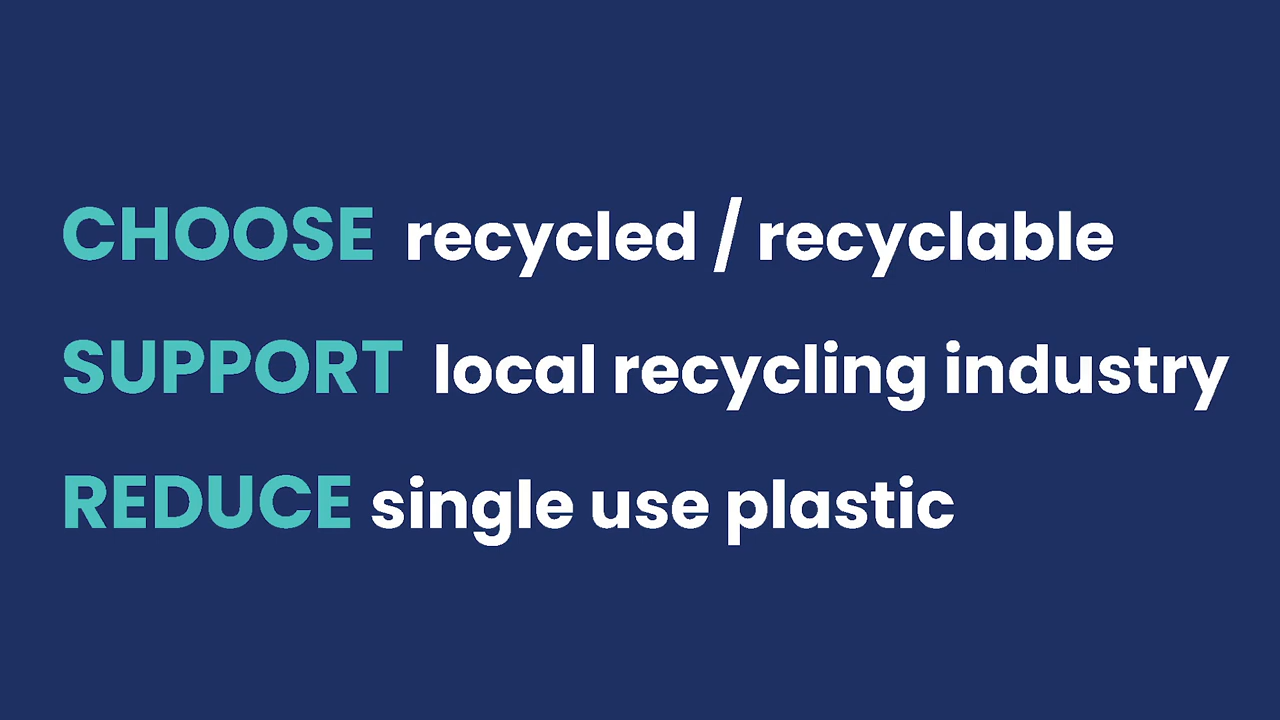 CHOOSE recycled / recyclable
SUPPORT local recycling industry
REDUCE single use plastic